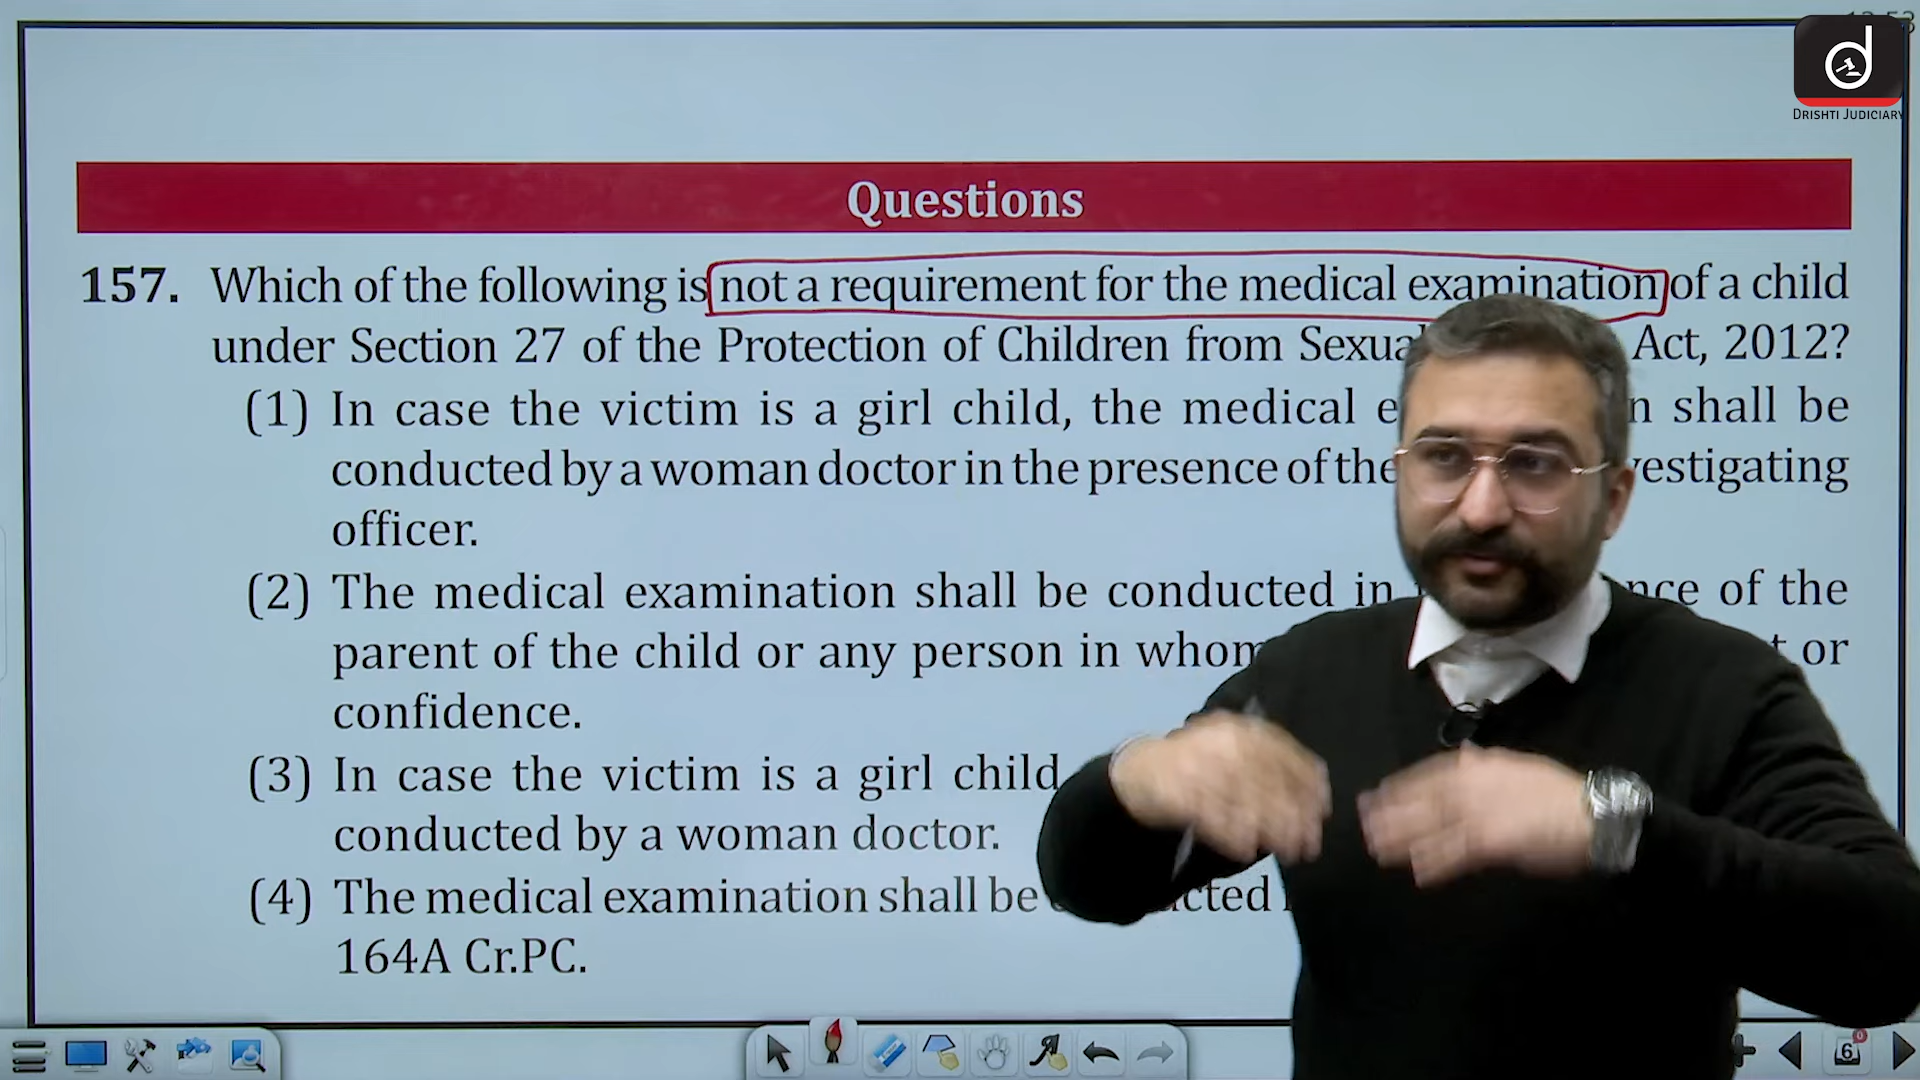 DRISHTI JUDICIARY
Questions
157. Which of the following is not a requirement for the medical examination of a child
under Section 27 of the Protection of Children from Act, 2012?
(1) In case the victim is a girl child, the medical shall be
conducted by a woman doctor in the presence of the
officer.
(2) The medical examination shall be conducted in of the
parent of the child or any person in whom or
confidence.
(3) In case the victim is a girl child
conducted by a woman doctor.
(4) The medical examination shall be
164A Cr.PC.
6